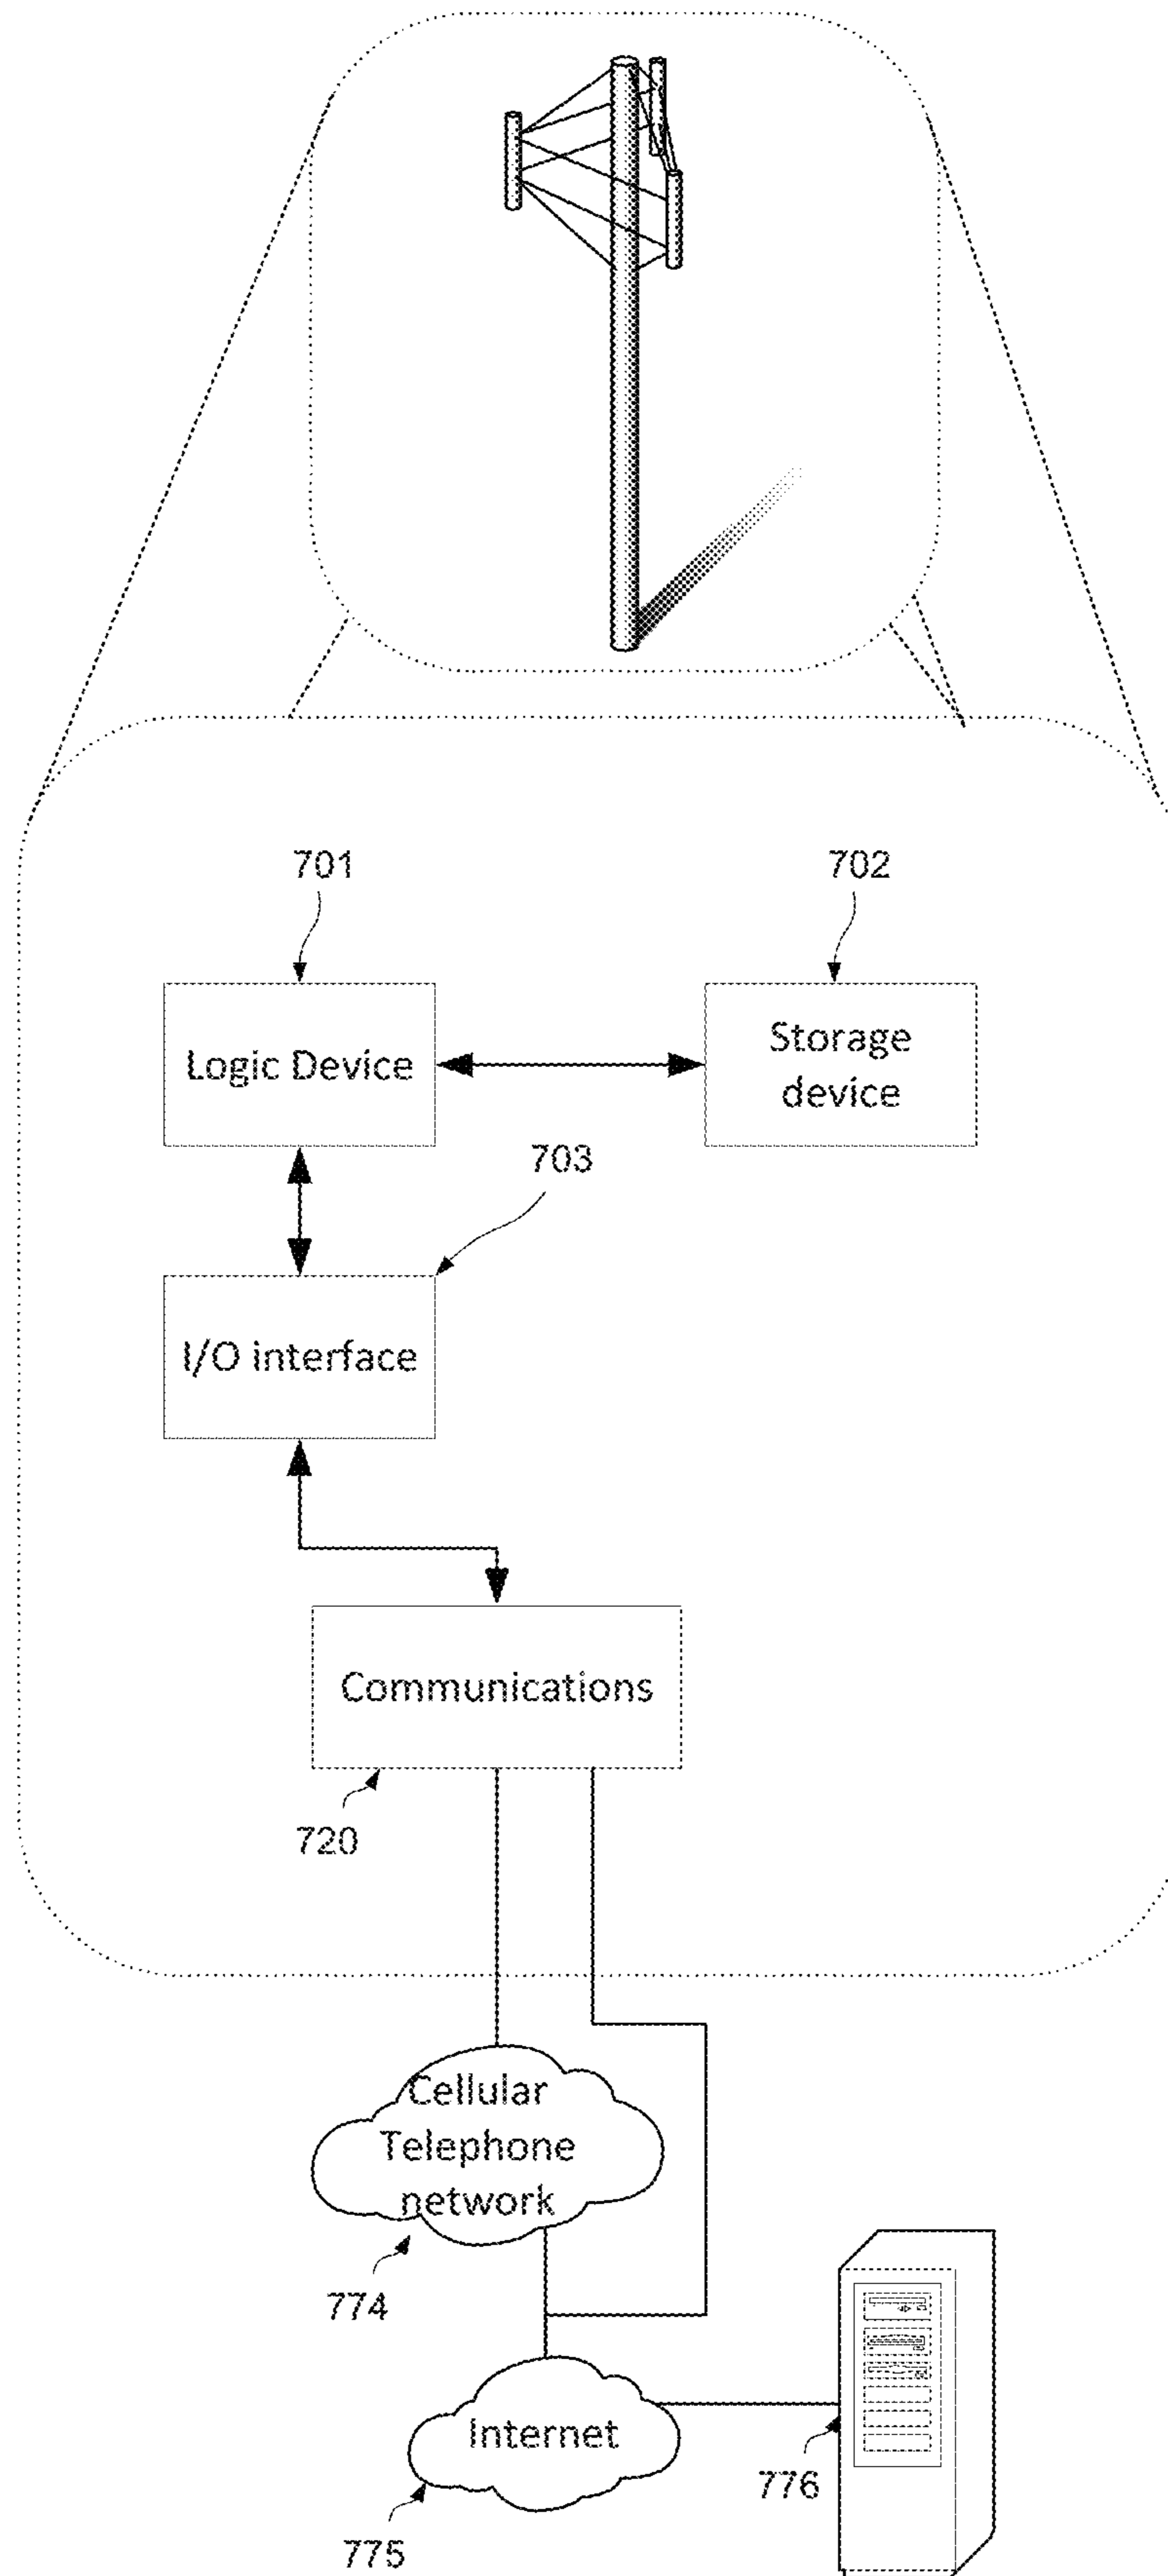 701
702
Logic Device
Storage
device
703
I/O interface
Communications
720
Cellular
Telephone
network
774
Internet
776
775